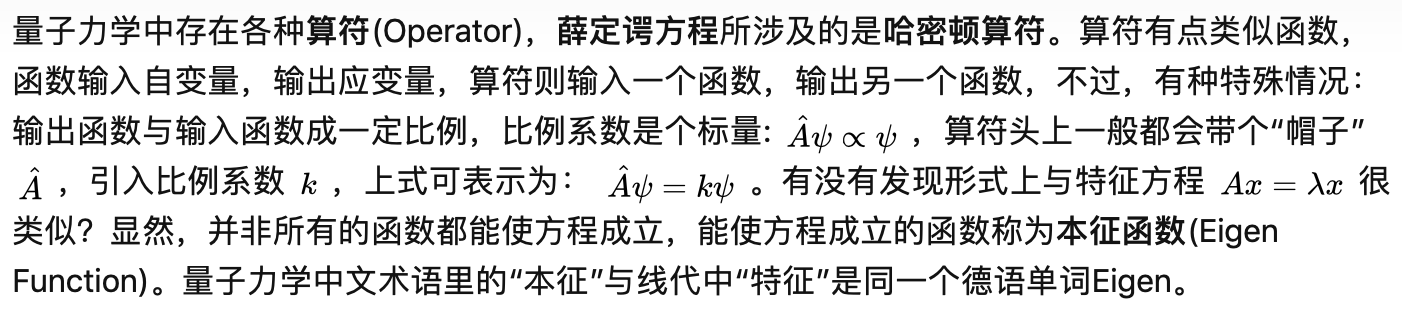 量子力学中存在各种算符(Operator)，薛定谔方程所涉及的是哈密顿算符。算符有点类似函数，
函数输入自变量，输出应变量，算符则输入一个函数，输出另一个函数，不过，有种特殊情况：
输出函数与输入函数成一定比例，比例系数是个标量: Âψ ∝ ψ ，算符头上一般都会带个“帽子”
Â ，引入比例系数 k ，上式可表示为： Âψ = kψ 。有没有发现形式上与特征方程 Ax = λx 很
类似？显然，并非所有的函数都能使方程成立，能使方程成立的函数称为本征函数(Eigen
Function)。量子力学中文术语里的“本征”与线代中“特征”是同一个德语单词Eigen。